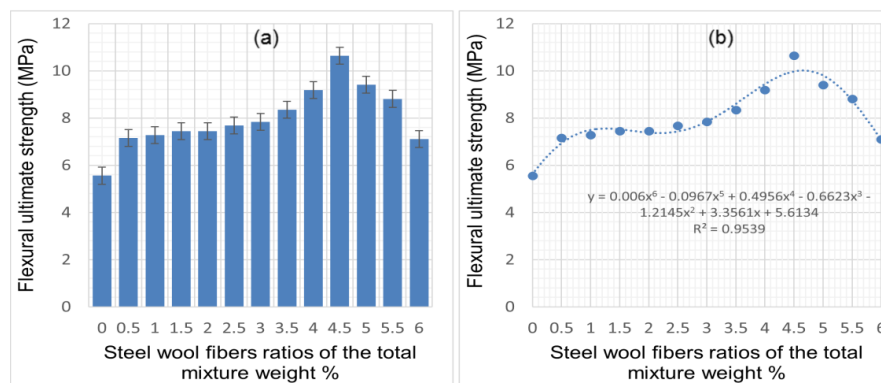 12
10
8
6
4
2
0
Flexural ultimate strength (MPa)
(a)
0 0.5 1 1.5 2 2.5 3 3.5 4 4.5 5 5.5 6
Steel wool fibers ratios of the total
mixture weight %
12
10
8
6
4
2
0
Flexural ultimate strength (MPa)
(b)
y = 0.006x⁶ - 0.0967x⁵ + 0.4956x⁴ - 0.6623x³ -
1.2145x² + 3.3561x + 5.6134
R² = 0.9539
0 0.5 1 1.5 2 2.5 3 3.5 4 4.5 5 5.5 6
Steel wool fibers ratios of the total
mixture weight %